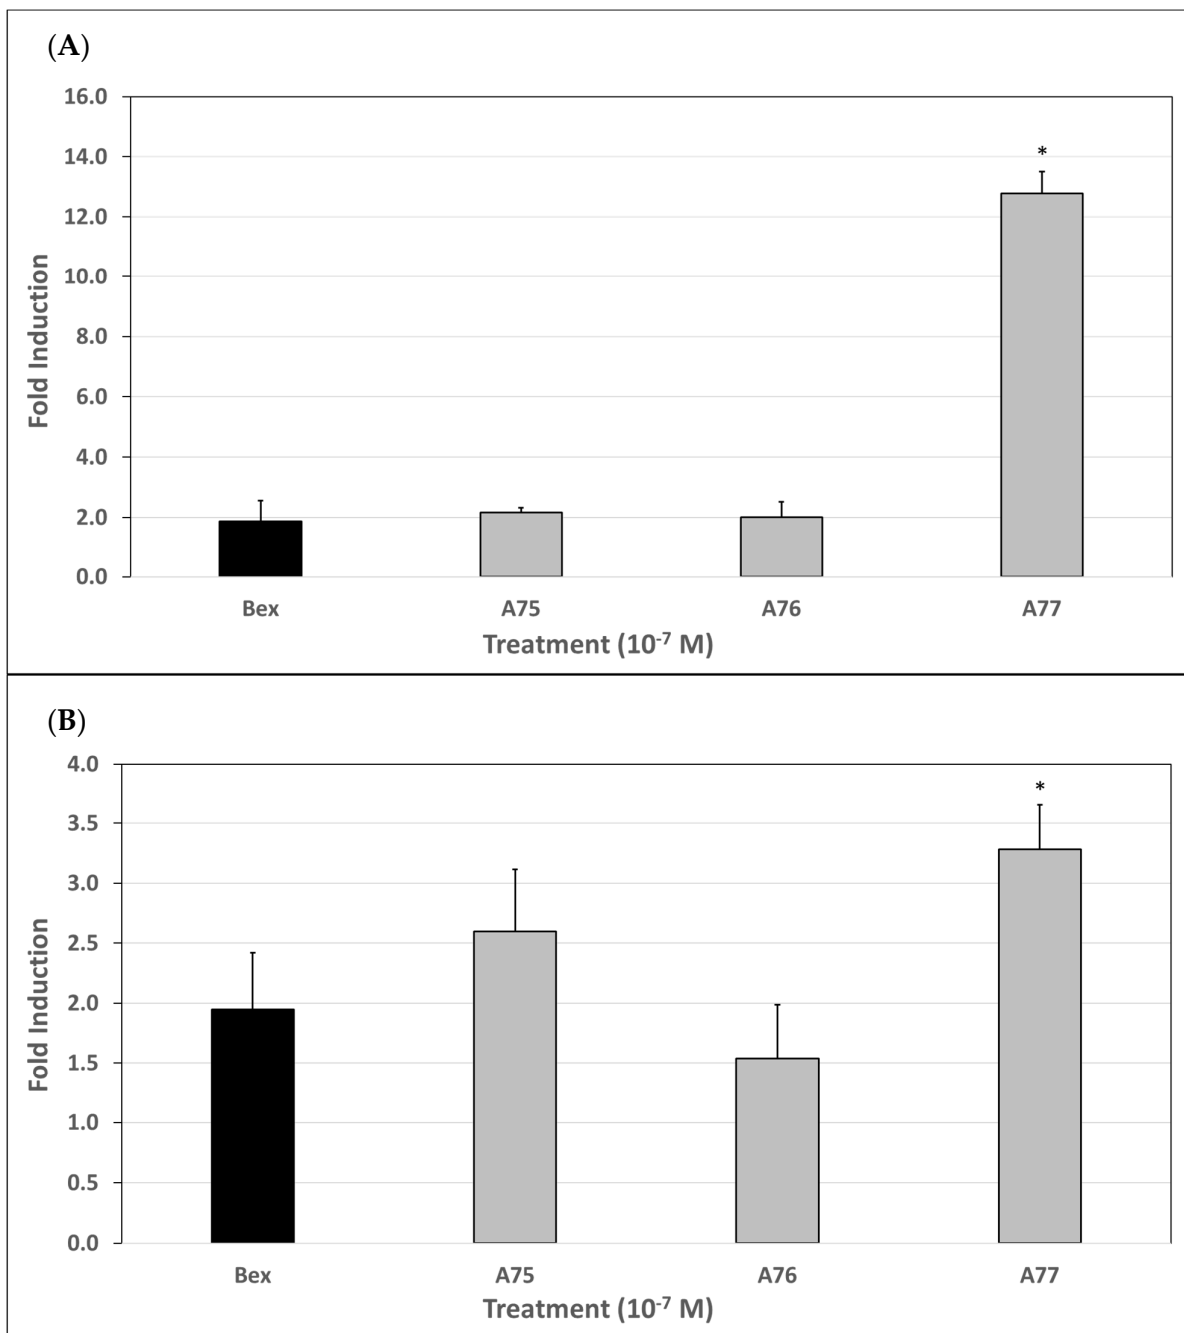 (A)
16.0
14.0
12.0
10.0
8.0
6.0
4.0
2.0
0.0
Fold Induction
*
Bex A75 A76 A77
Treatment (10⁻⁷ M)
(B)
4.0
3.5
3.0
2.5
2.0
1.5
1.0
0.5
0.0
Fold Induction
*
Bex A75 A76 A77
Treatment (10⁻⁷ M)